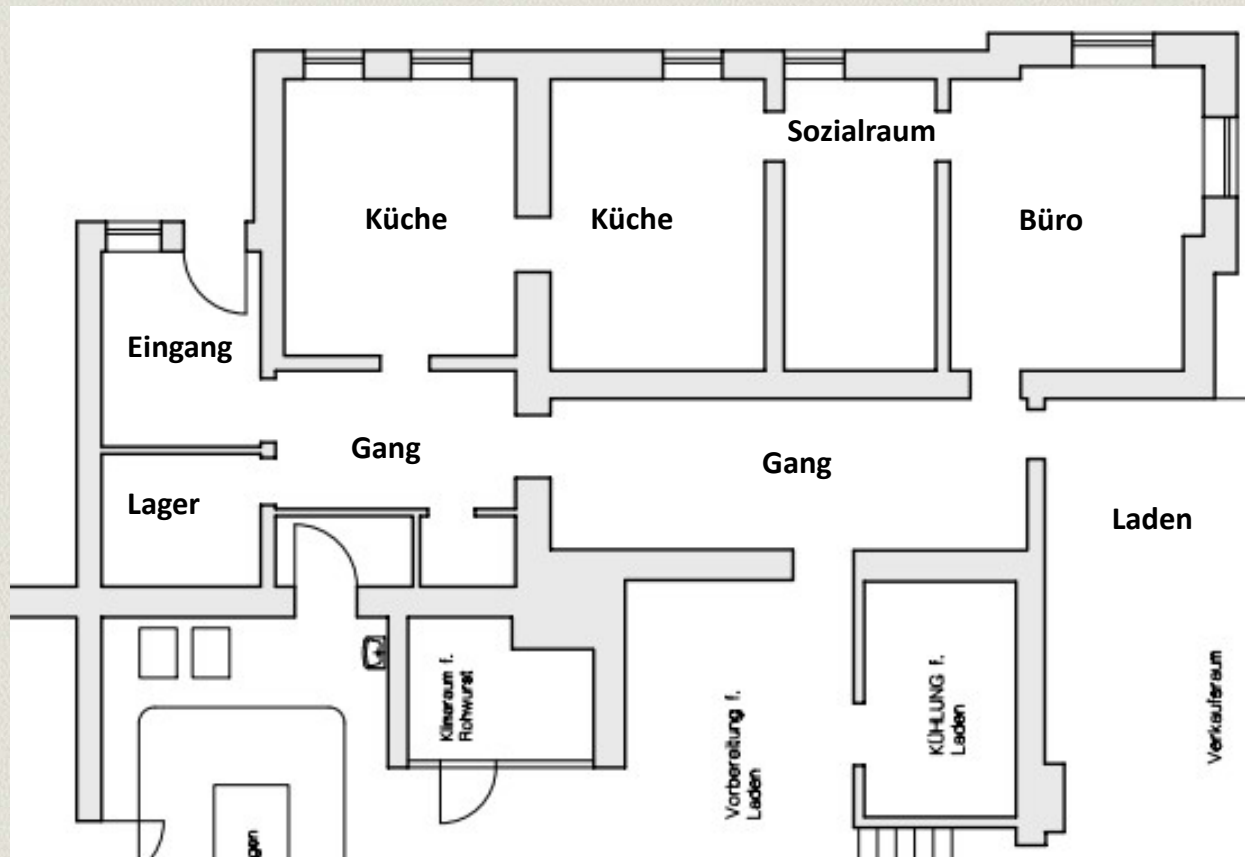 Sozialraum
Küche
Küche
Büro
Eingang
Gang
Gang
Lager
Laden
Klimaraum f.
Rohwurst
Vorbereitung f.
Laden
KÜHLUNG f.
Laden
Verkaufsraum